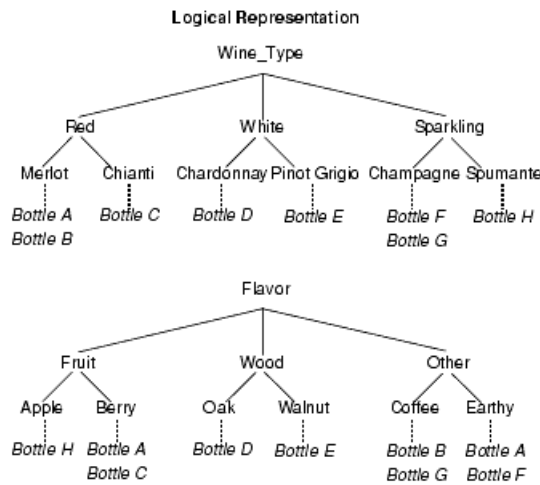 Logical Representation
Wine_Type
Red White Sparkling
Merlot Chianti Chardonnay Pinot Grigio Champagne Spumante
Bottle A Bottle C Bottle D Bottle E Bottle F Bottle H
Bottle B Bottle G
Flavor
Fruit Wood Other
Apple Berry Oak Walnut Coffee Earthy
Bottle H Bottle A Bottle D Bottle E Bottle B Bottle A
Bottle C Bottle G Bottle F